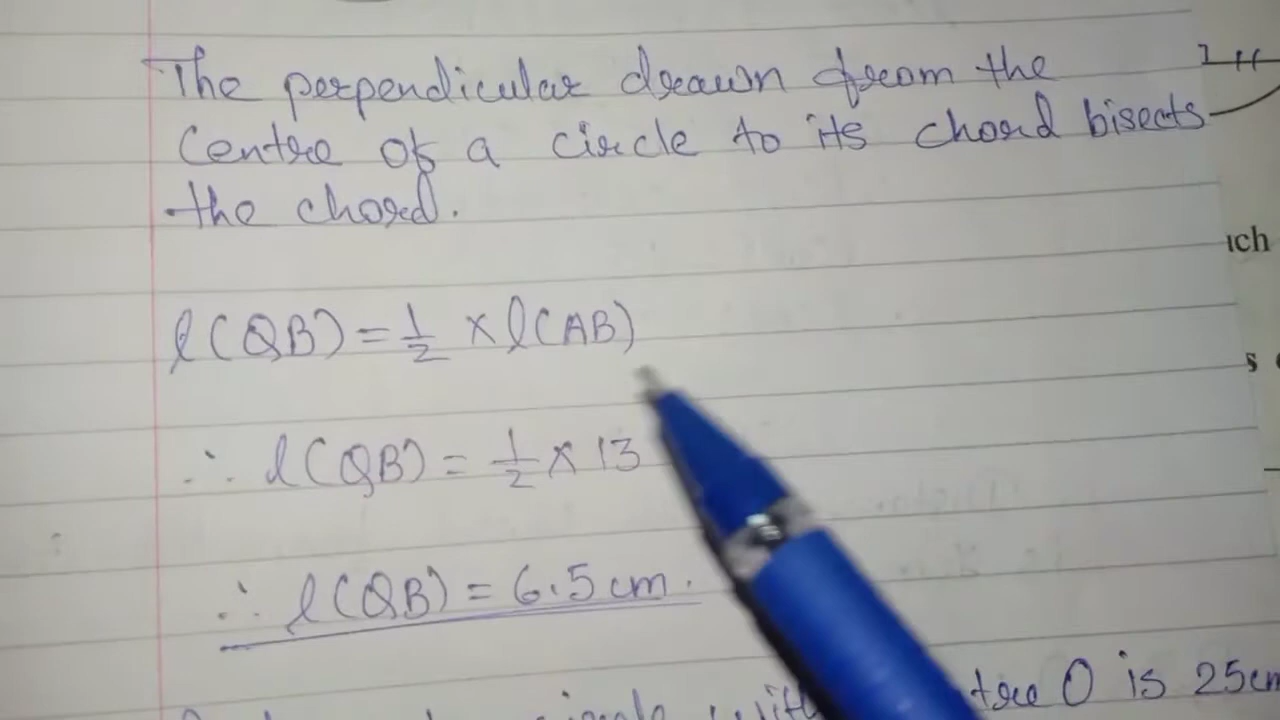 The perpendicular drawn from the
Centre of a circle to its chord bisects
the chord.
l(QB) = 1/2 × l(AB)
∴ l(QB) = 1/2 × 13
∴ l(QB) = 6.5 cm.
O is 25cm
ich
s